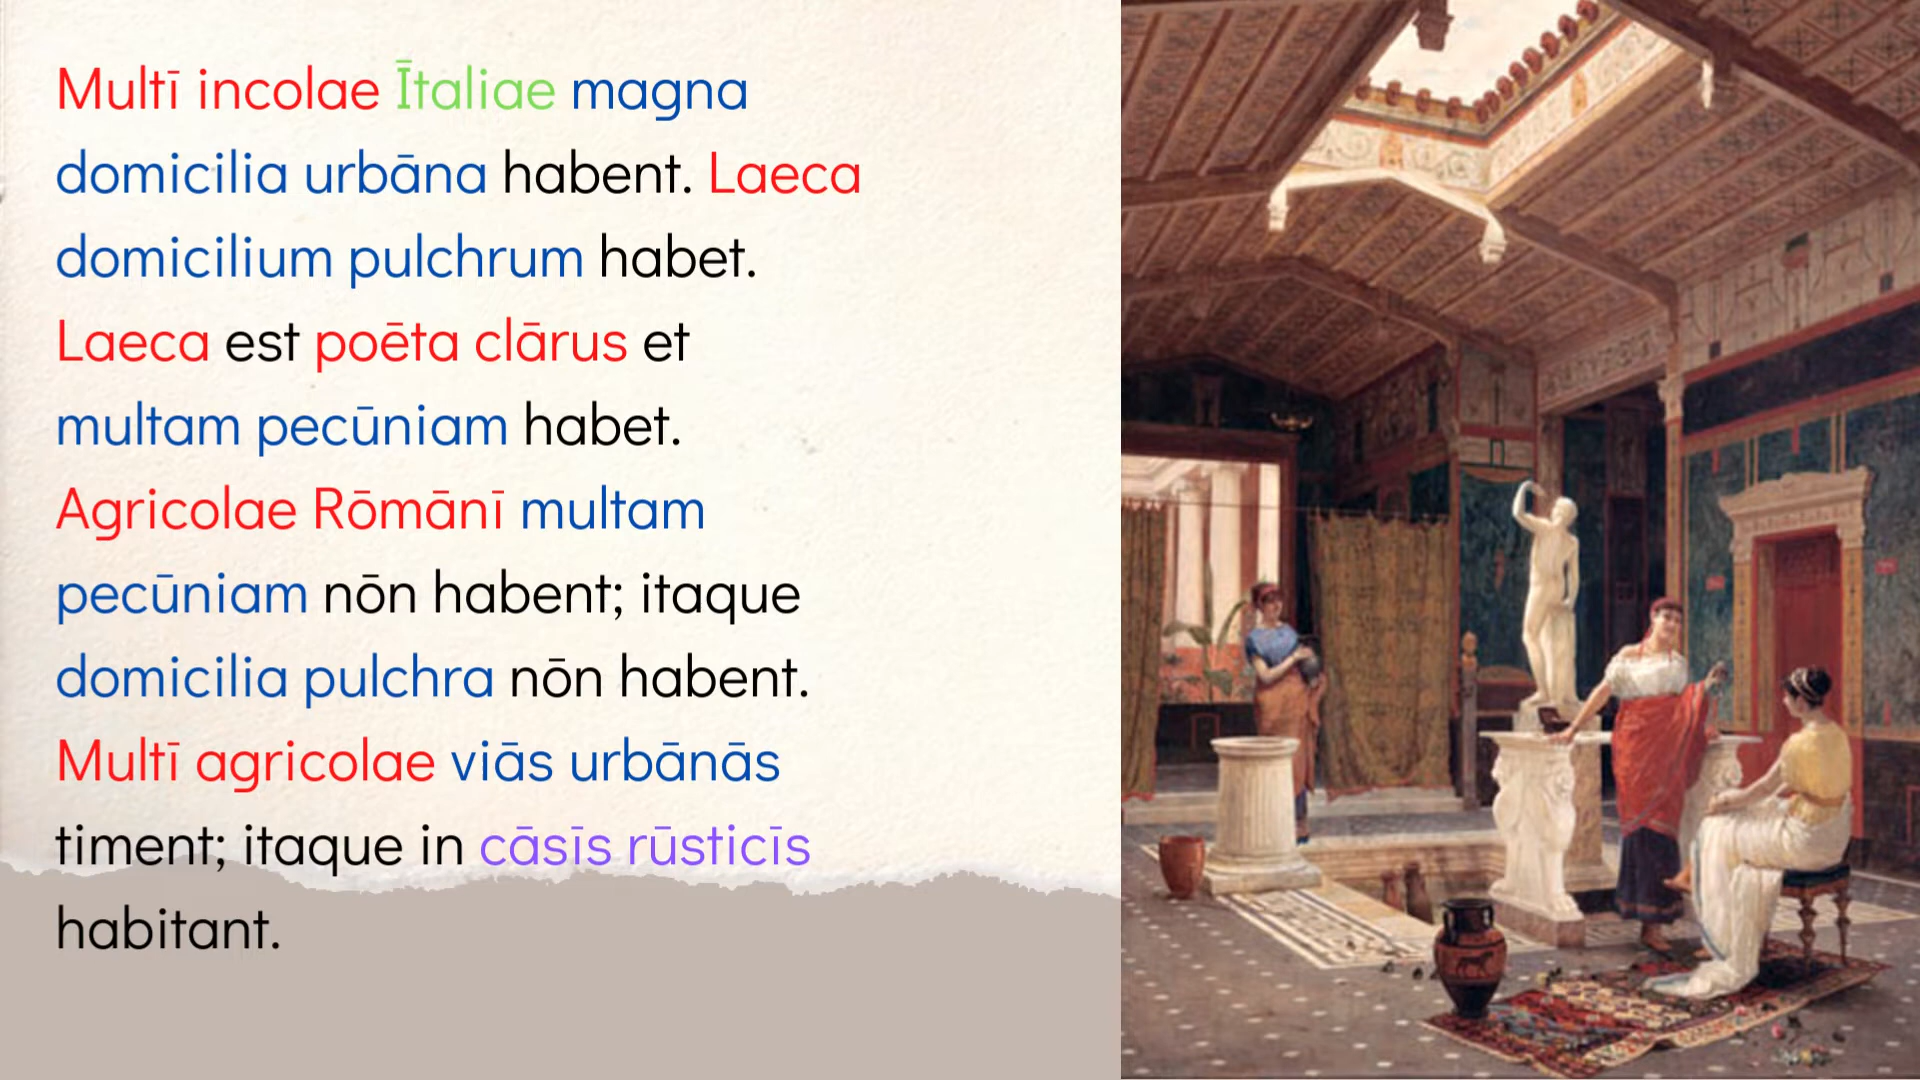 Multī incolae Ītaliae magna
domicilia urbāna habent. Laeca
domicilium pulchrum habet.
Laeca est poēta clārus et
multam pecūniam habet.
Agricolae Rōmānī multam
pecūniam nōn habent; itaque
domicilia pulchra nōn habent.
Multī agricolae viās urbānās
timent; itaque in cāsīs rūsticīs
habitant.